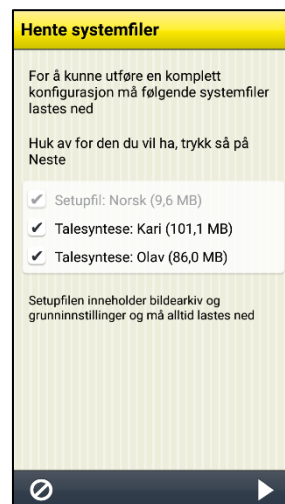 Hente systemfiler
For å kunne utføre en komplett
konfigurasjon må følgende systemfiler
lastes ned
Huk av for den du vil ha, trykk så på
Neste
Setupfil: Norsk (9,6 MB)
Talesyntese: Kari (101,1 MB)
Talesyntese: Olav (86,0 MB)
Setupfilen inneholder bildearkiv og
grunninnstillinger og må alltid lastes ned